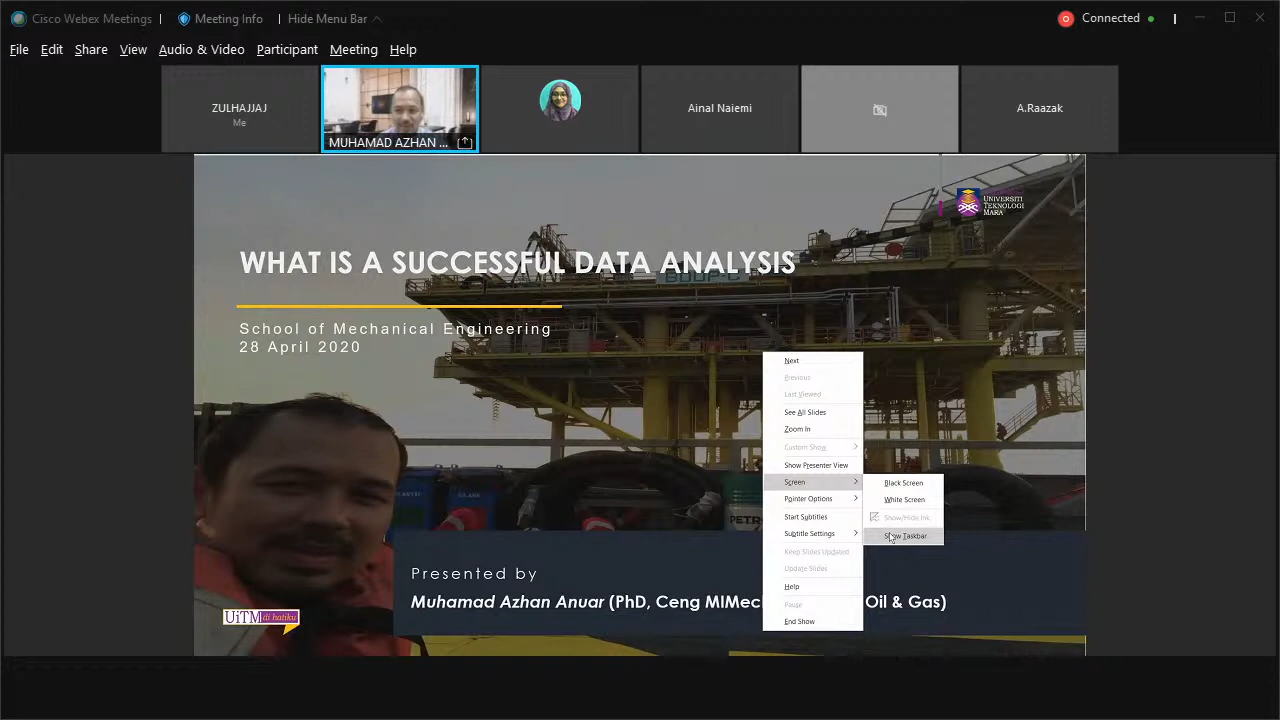 Cisco Webex Meetings | Meeting Info | Hide Menu Bar
Connected
File Edit Share View Audio & Video Participant Meeting Help
ZULHAJJAJ
Me
MUHAMAD AZHAN ...
Ainal Naiemi
A.Raazak
UNIVERSITI
TEKNOLOGI
MARA
WHAT IS A SUCCESSFUL DATA ANALYSIS
School of Mechanical Engineering
28 April 2020
Next
Previous
Last Viewed
See All Slides
Zoom In
Custom Show
Show Presenter View
Screen
Pointer Options
Start Subtitles
Subtitle Settings
Keep Slides Updated
Update Slides
Help
Pause
End Show
Black Screen
White Screen
Show/Hide Ink
Show Taskbar
Presented by
Muhamad Azhan Anuar (PhD, Ceng MIMec Oil & Gas)
UiTM di hatiku